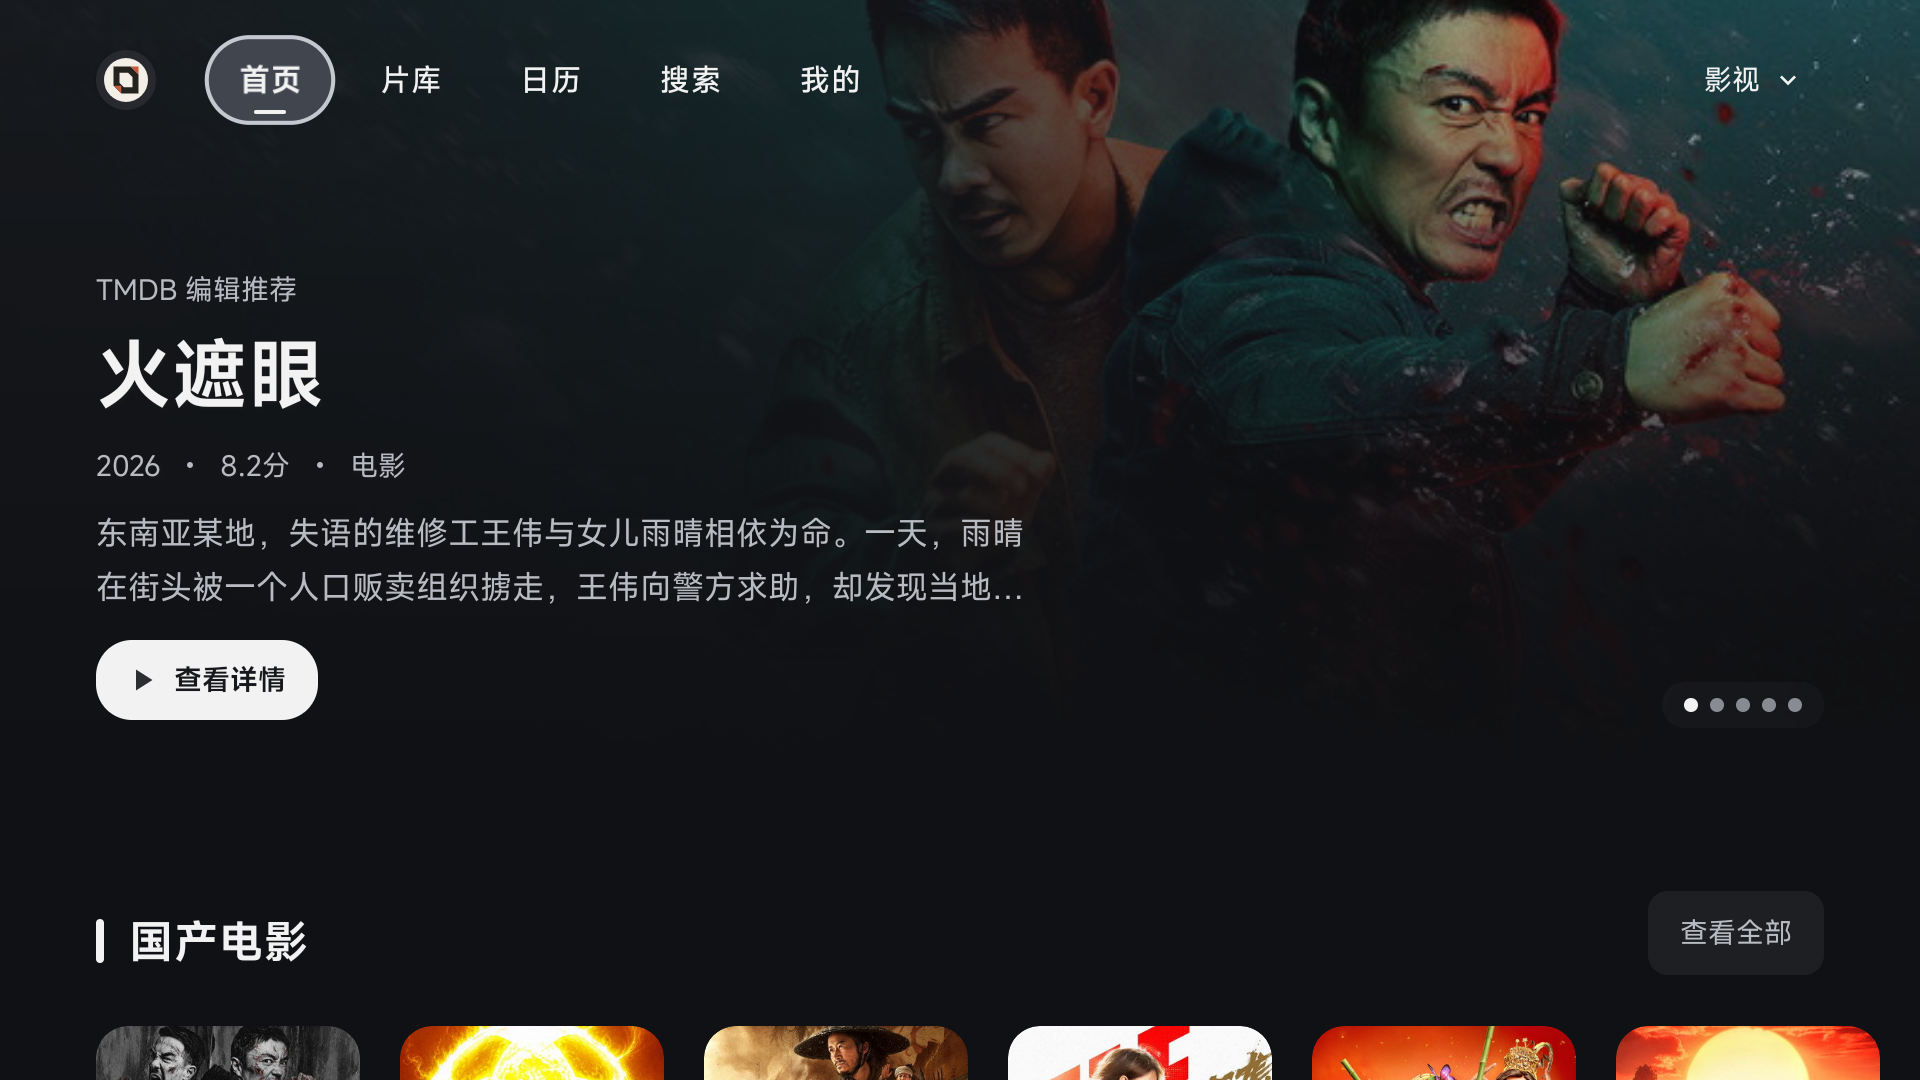 首页
片库
日历
搜索
我的
影视
TMDB 编辑推荐
火遮眼
2026 • 8.2分 • 电影
东南亚某地，失语的维修工王伟与女儿雨晴相依为命。一天，雨晴
在街头被一个人口贩卖组织掳走，王伟向警方求助，却发现当地...
查看详情
国产电影
查看全部